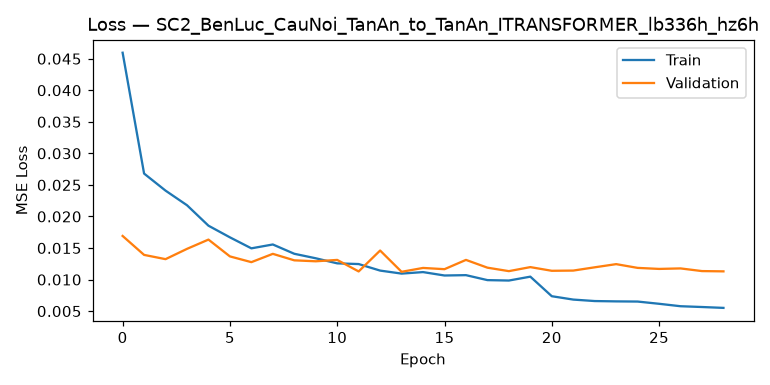 Loss — SC2_BenLuc_CauNoi_TanAn_to_TanAn_ITRANSFORMER_lb336h_hz6h
Train
Validation
0.045
0.040
0.035
0.030
0.025
0.020
0.015
0.010
0.005
MSE Loss
0 5 10 15 20 25
Epoch